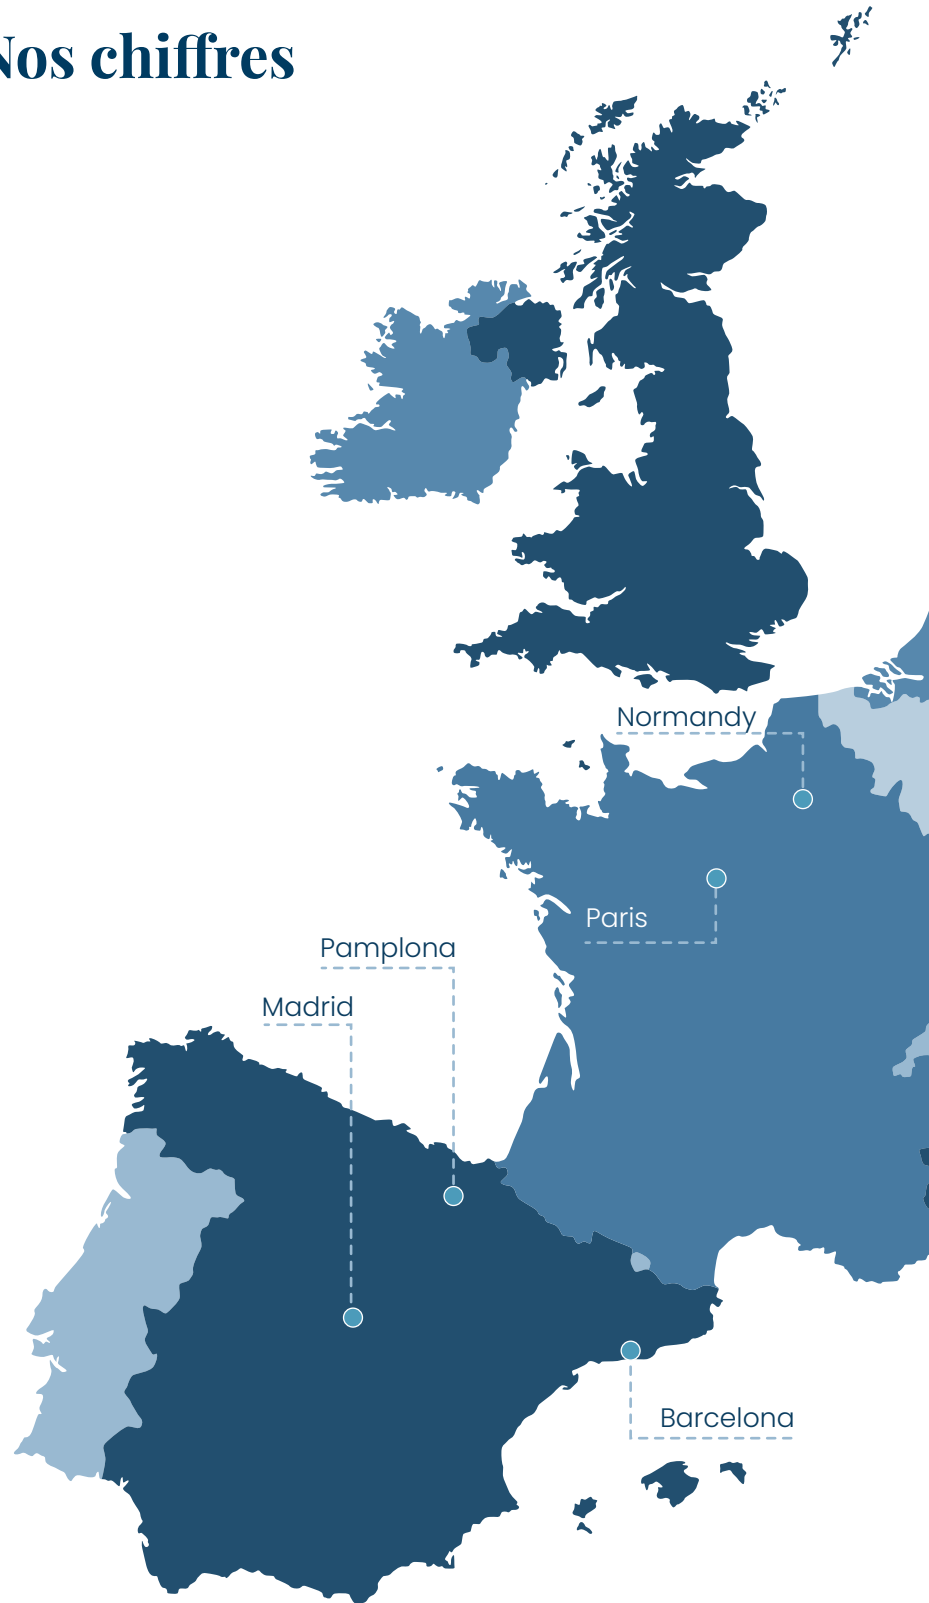 Nos chiffres
Normandy
Paris
Pamplona
Madrid
Barcelona